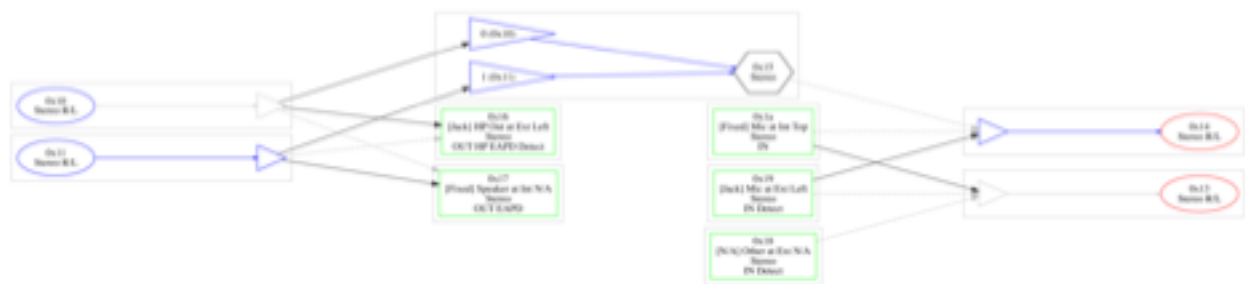 0 (0x10)
1 (0x11)
0x15
Stereo
0x10
Stereo R/L
0x11
Stereo R/L
0x16
[Jack] HP Out at Ext Left
Stereo
OUT HP EAPD Detect
0x17
[Fixed] Speaker at Int N/A
Stereo
OUT EAPD
0x1a
[Fixed] Mic at Int Top
Stereo
IN
0x19
[Jack] Mic at Ext Left
Stereo
IN Detect
0x18
[N/A] Other at Ext N/A
Stereo
IN Detect
0x14
Stereo R/L
0x13
Stereo R/L